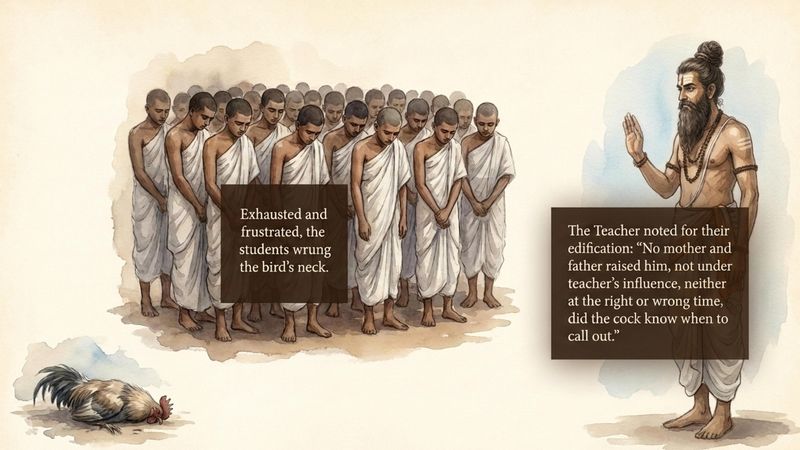 Exhausted and
frustrated, the
students wrung
the bird’s neck.
The Teacher noted for their
edification: “No mother and
father raised him, not under
teacher’s influence, neither
at the right or wrong time,
did the cock know when to
call out.”